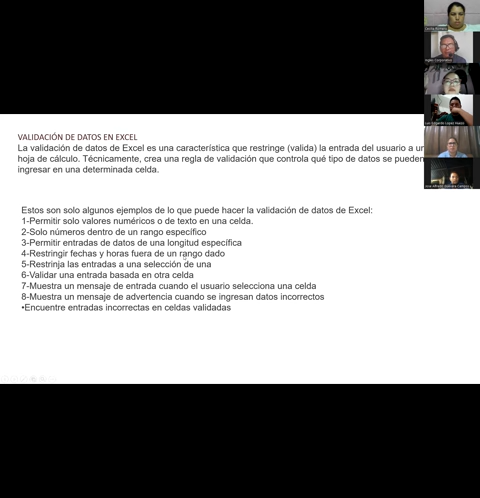 VALIDACIÓN DE DATOS EN EXCEL
La validación de datos de Excel es una característica que restringe (valida) la entrada del usuario a
hoja de cálculo. Técnicamente, crea una regla de validación que controla qué tipo de datos se pueden
ingresar en una determinada celda.
Estos son solo algunos ejemplos de lo que puede hacer la validación de datos de Excel:
1-Permitir solo valores numéricos o de texto en una celda.
2-Solo números dentro de un rango específico
3-Permitir entradas de datos de una longitud específica
4-Restringir fechas y horas fuera de un rango dado
5-Restrinja las entradas a una selección de una
6-Validar una entrada basada en otra celda
7-Muestra un mensaje de entrada cuando el usuario selecciona una celda
8-Muestra un mensaje de advertencia cuando se ingresan datos incorrectos
•Encuentre entradas incorrectas en celdas validadas